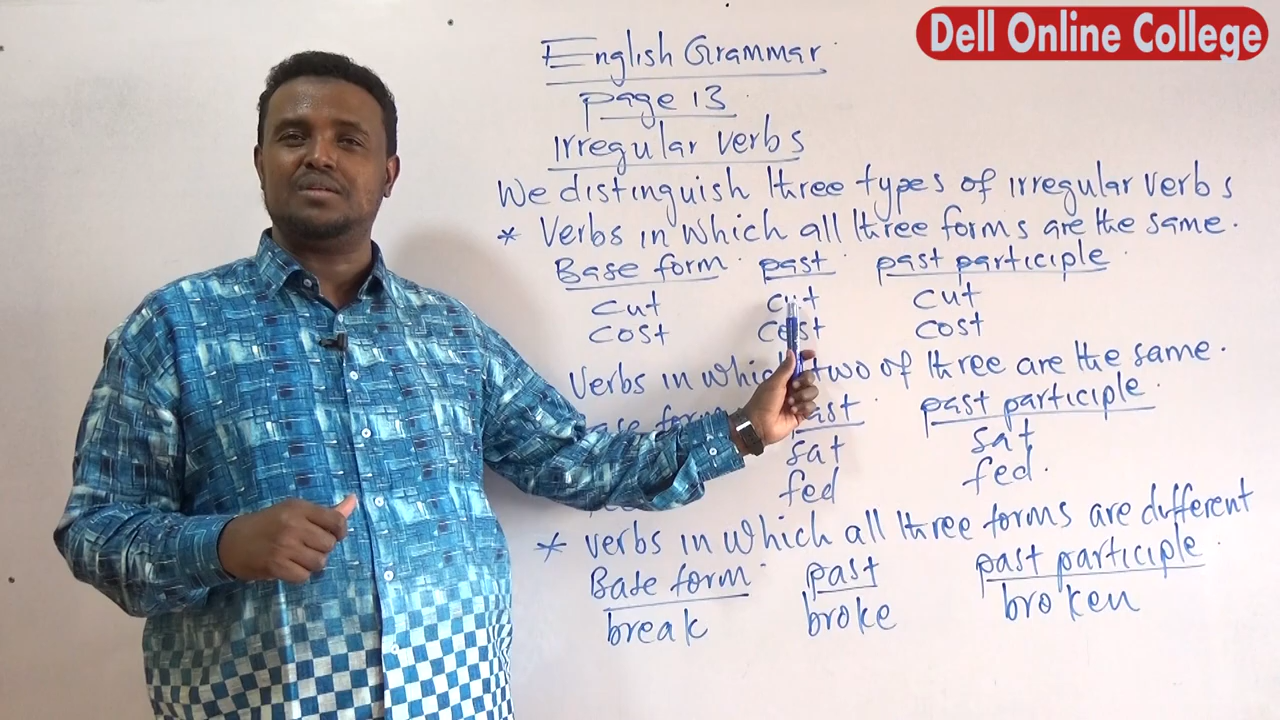 Dell Online College
English Grammar
page 13
Irregular verbs
We distinguish three types of irregular verbs
* Verbs in which all three forms are the same.
Base form past past participle
cut cut cut
cost cost cost
Verbs in which two of three are the same.
Base form past past participle
sat sat
fed fed.
* verbs in which all three forms are different
Base form past past participle
break broke broken